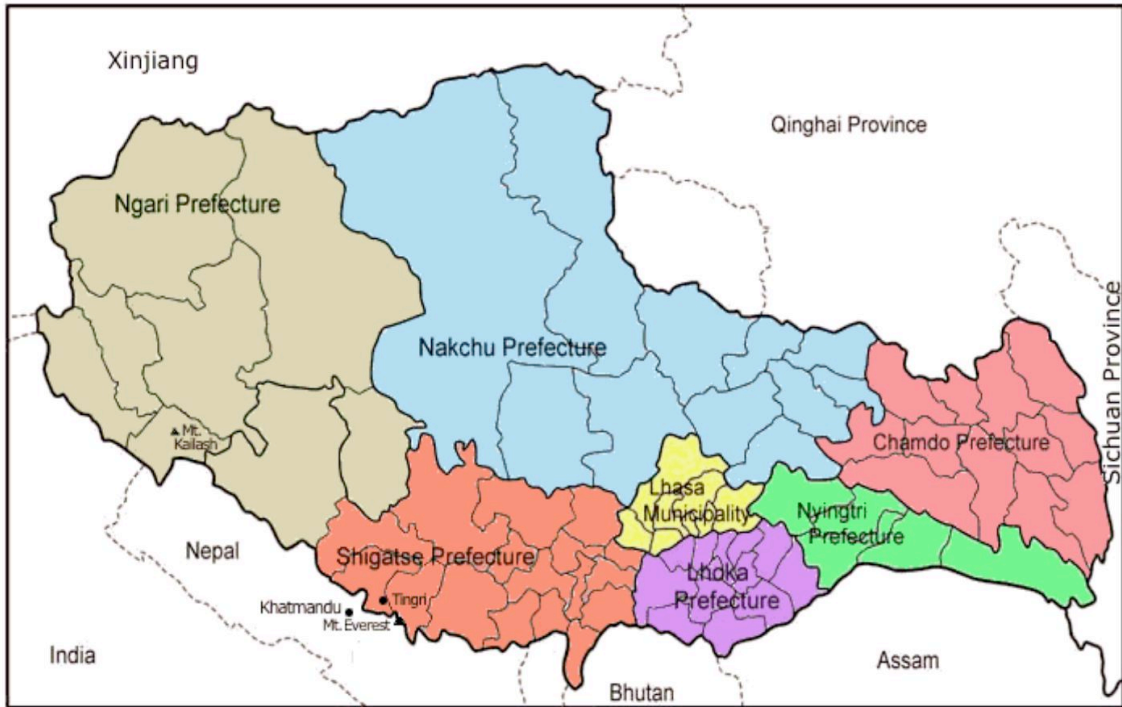 Xinjiang
Qinghai Province
Ngari Prefecture
Nakchu Prefecture
Sichuan Province
Mt.
Kailash
Chamdo Prefecture
Lhasa
Municipality
Nyingtri
Prefecture
Nepal
Shigatse Prefecture
Lhoka
Prefecture
Tingri
Khatmandu
Mt. Everest
India
Assam
Bhutan